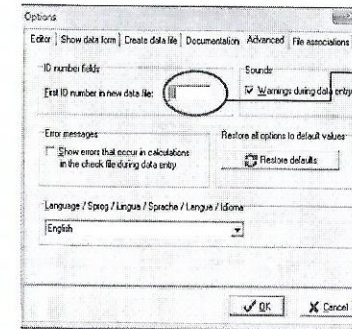 Options
Editor Show data form Create data file Documentation Advanced File associations
ID number fields
First ID number in new data file:
Sounds
Warnings during data entry
Error messages
Show errors that occur in calculations
in the check file during data entry
Restore all options to default values
Restore defaults
Language / Sprog / Lingua / Sprache / Langue / Idioma
English
OK Cancel